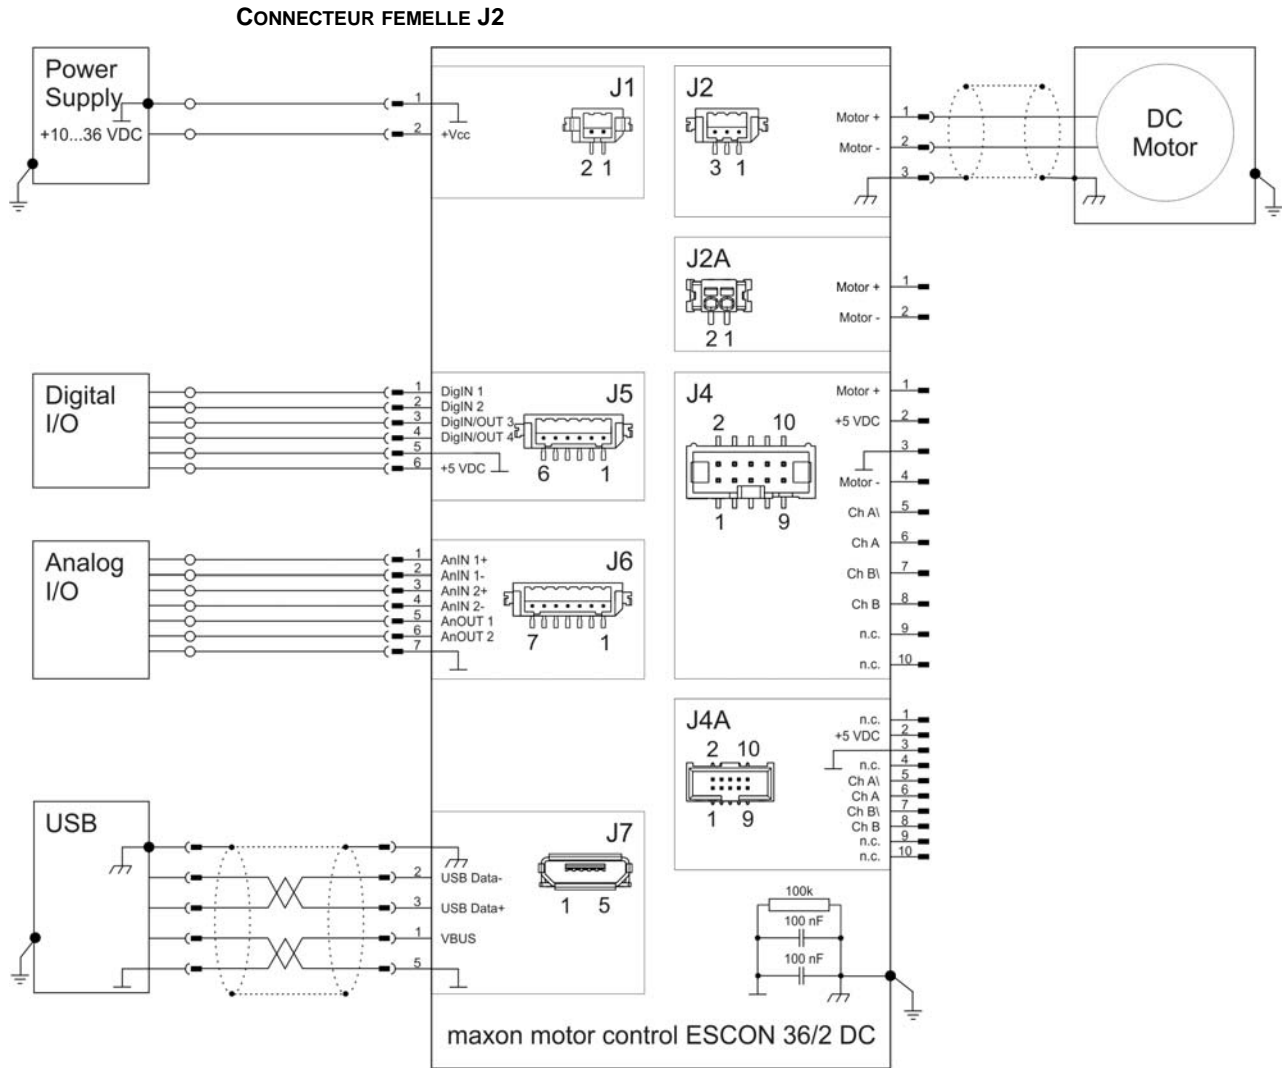 CONNECTEUR FEMELLE J2
Power
Supply
+10...36 VDC
1
2
+Vcc
J1
2 1
J2
3 1
Motor +
Motor -
1
2
3
DC
Motor
J2A
2 1
Motor +
Motor -
1
2
Digital
I/O
1
2
3
4
5
6
DigIN 1
DigIN 2
DigIN/OUT 3
DigIN/OUT 4
+5 VDC
J5
6 1
J4
2 10
1 9
Motor +
+5 VDC
Motor -
Ch A\
Ch A
Ch B\
Ch B
n.c.
n.c.
1
2
3
4
5
6
7
8
9
10
Analog
I/O
1
2
3
4
5
6
7
AnIN 1+
AnIN 1-
AnIN 2+
AnIN 2-
AnOUT 1
AnOUT 2
J6
7 1
J4A
2 10
1 9
n.c.
+5 VDC
n.c.
Ch A\
Ch A
Ch B\
Ch B
n.c.
n.c.
1
2
3
4
5
6
7
8
9
10
USB
2
3
1
5
USB Data-
USB Data+
VBUS
J7
1 5
100k
100 nF
100 nF
maxon motor control ESCON 36/2 DC